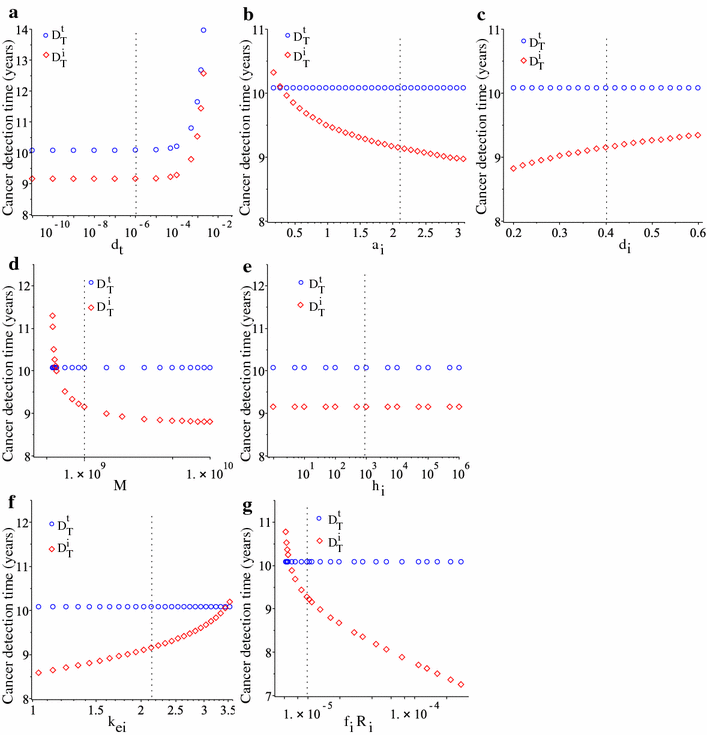 a
D_T^t
D_T^i
Cancer detection time (years)
14
13
12
11
10
9
8
10^-10 10^-8 10^-6 10^-4 10^-2
d_t
b
D_T^t
D_T^i
Cancer detection time (years)
11
10
9
8
0.5 1 1.5 2 2.5 3
a_i
c
D_T^t
D_T^i
Cancer detection time (years)
11
10
9
8
0.2 0.3 0.4 0.5 0.6
d_i
d
D_T^t
D_T^i
Cancer detection time (years)
12
11
10
9
8
1. × 10^9 1. × 10^10
M
e
D_T^t
D_T^i
Cancer detection time (years)
12
11
10
9
8
10^1 10^2 10^3 10^4 10^5 10^6
h_i
f
D_T^t
D_T^i
Cancer detection time (years)
12
11
10
9
8
1 1.5 2 2.5 3 3.5
k_ei
g
D_T^t
D_T^i
Cancer detection time (years)
11
10
9
8
7
1. × 10^-5 1. × 10^-4
f_i R_i